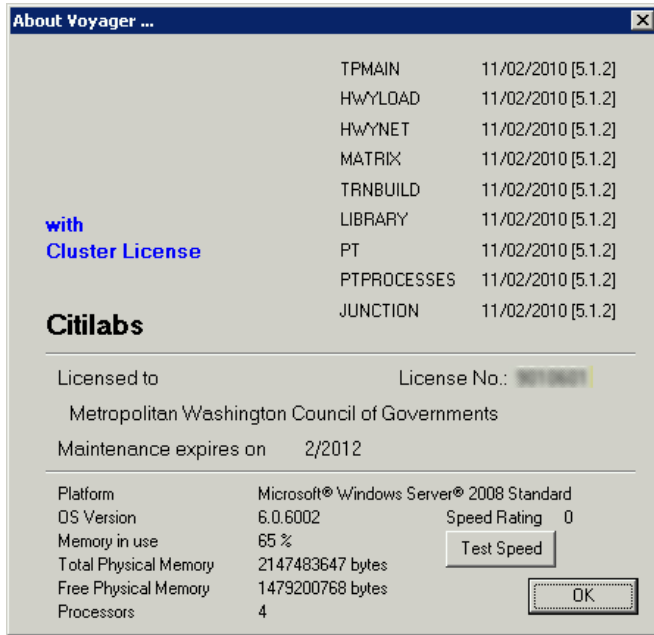 About Voyager ...
TPMAIN 11/02/2010 [5.1.2]
HWYLOAD 11/02/2010 [5.1.2]
HWYNET 11/02/2010 [5.1.2]
MATRIX 11/02/2010 [5.1.2]
TRNBUILD 11/02/2010 [5.1.2]
with LIBRARY 11/02/2010 [5.1.2]
Cluster License PT 11/02/2010 [5.1.2]
PTPROCESSES 11/02/2010 [5.1.2]
Citilabs JUNCTION 11/02/2010 [5.1.2]
Licensed to License No.:
Metropolitan Washington Council of Governments
Maintenance expires on 2/2012
Platform Microsoft® Windows Server® 2008 Standard
OS Version 6.0.6002 Speed Rating 0
Memory in use 65 % Test Speed
Total Physical Memory 2147483647 bytes
Free Physical Memory 1479200768 bytes OK
Processors 4